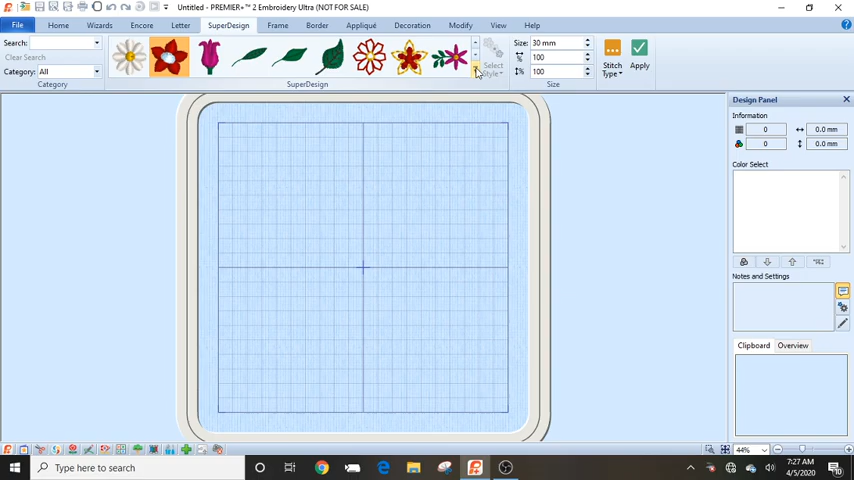 Untitled - PREMIER+™ 2 Embroidery Ultra (NOT FOR SALE)
File Home Wizards Encore Letter SuperDesign Frame Border Appliqué Decoration Modify View Help
Search:
Clear Search
Category: All
Category
SuperDesign
Select Style
Size: 30 mm
100
100
Size
Stitch Type
Apply
Design Panel
Information
0 0.0 mm
0 0.0 mm
Color Select
Notes and Settings
Clipboard Overview
44%
Type here to search
7:27 AM
4/5/2020